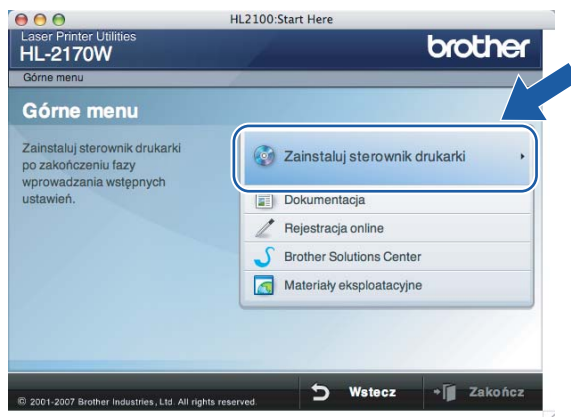 HL2100:Start Here
Laser Printer Utilities
HL-2170W
brother
Górne menu
Górne menu
Zainstaluj sterownik drukarki
po zakończeniu fazy
wprowadzania wstępnych
ustawień.
Zainstaluj sterownik drukarki
Dokumentacja
Rejestracja online
Brother Solutions Center
Materiały eksploatacyjne
© 2001-2007 Brother Industries, Ltd. All rights reserved.
Wstecz
Zakończ